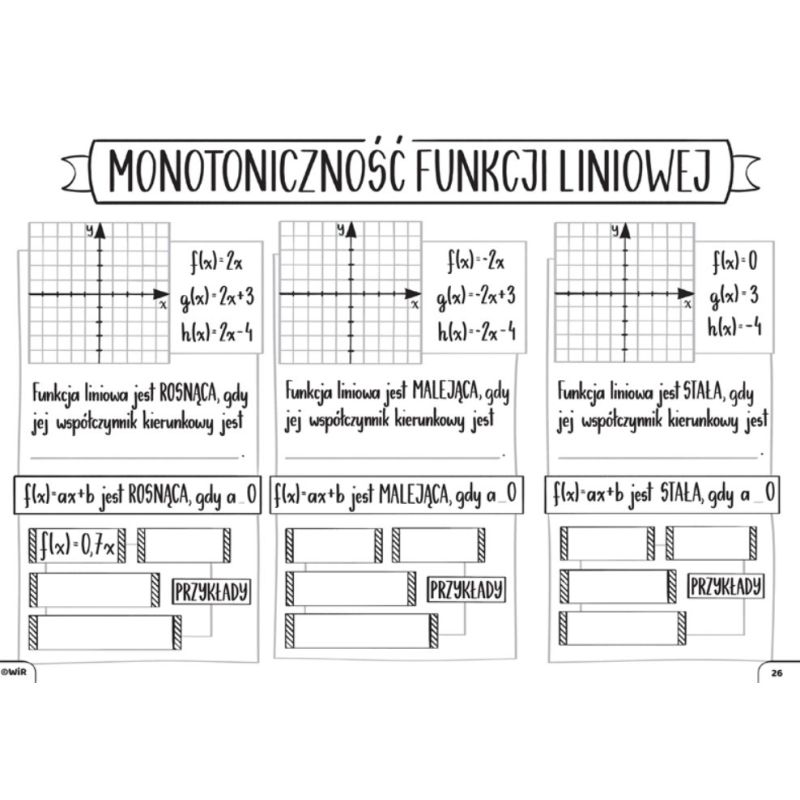 MONOTONICZNOŚĆ FUNKCJI LINIOWEJ
y
x
f(x)=2x
g(x)=2x+3
h(x)=2x-4
Funkcja liniowa jest ROSNĄCA, gdy
jej współczynnik kierunkowy jest
________________.
f(x)=ax+b jest ROSNĄCA, gdy a_0
f(x)=0,7x
PRZYKŁADY
y
x
f(x)=-2x
g(x)=-2x+3
h(x)=-2x-4
Funkcja liniowa jest MALEJĄCA, gdy
jej współczynnik kierunkowy jest
________________.
f(x)=ax+b jest MALEJĄCA, gdy a_0
PRZYKŁADY
y
x
f(x)=0
g(x)=3
h(x)=-4
Funkcja liniowa jest STAŁA, gdy
jej współczynnik kierunkowy jest
________________.
f(x)=ax+b jest STAŁA, gdy a_0
PRZYKŁADY
©WiR
26